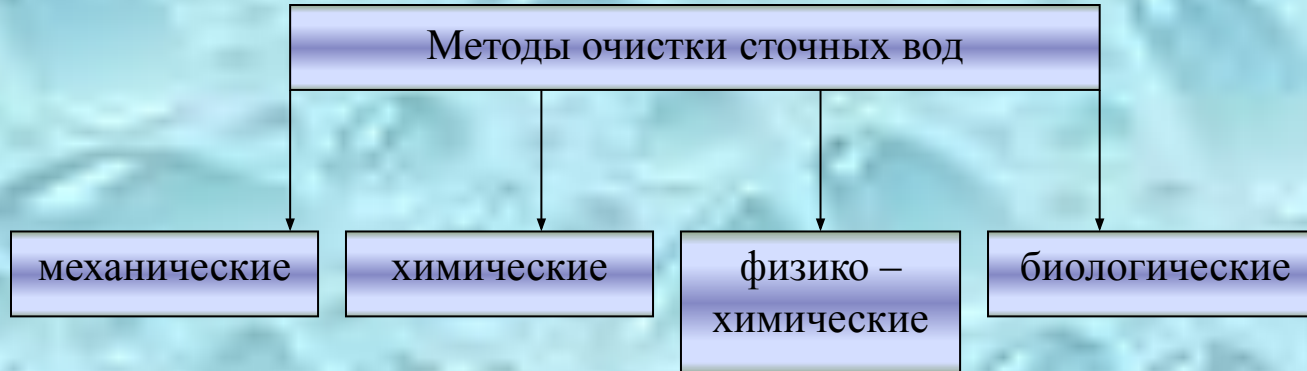 Методы очистки сточных вод
механические
химические
физико –
химические
биологические